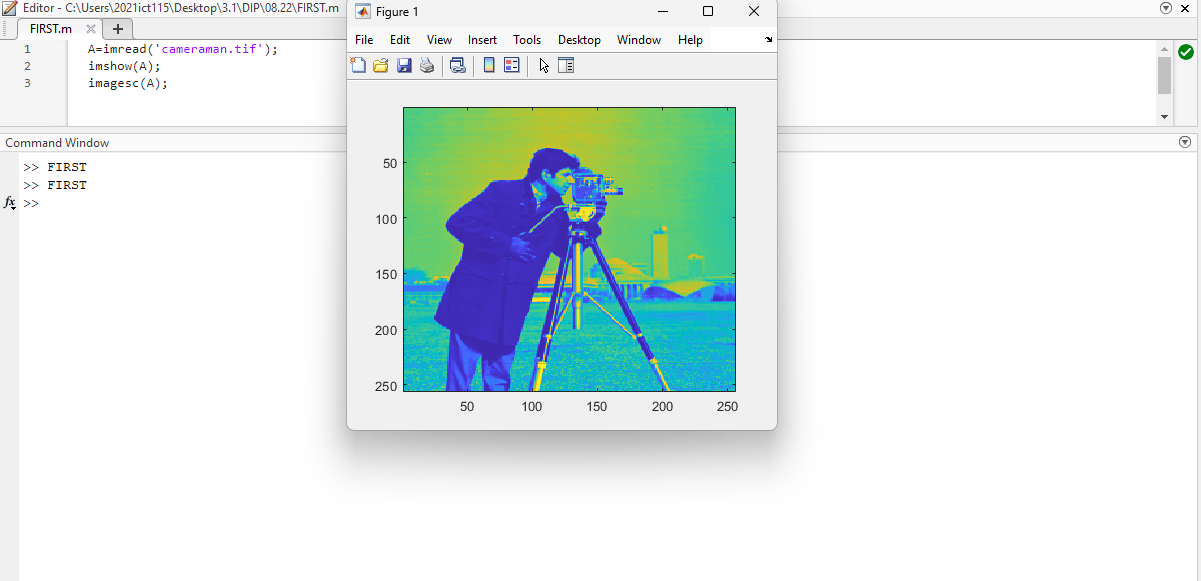 Editor - C:\Users\2021ict115\Desktop\3.1\DIP\08.22\FIRST.m
FIRST.m
1 A=imread('cameraman.tif');
2 imshow(A);
3 imagesc(A);
Command Window
>> FIRST
>> FIRST
fx >>
Figure 1
File Edit View Insert Tools Desktop Window Help
50
100
150
200
250
50 100 150 200 250